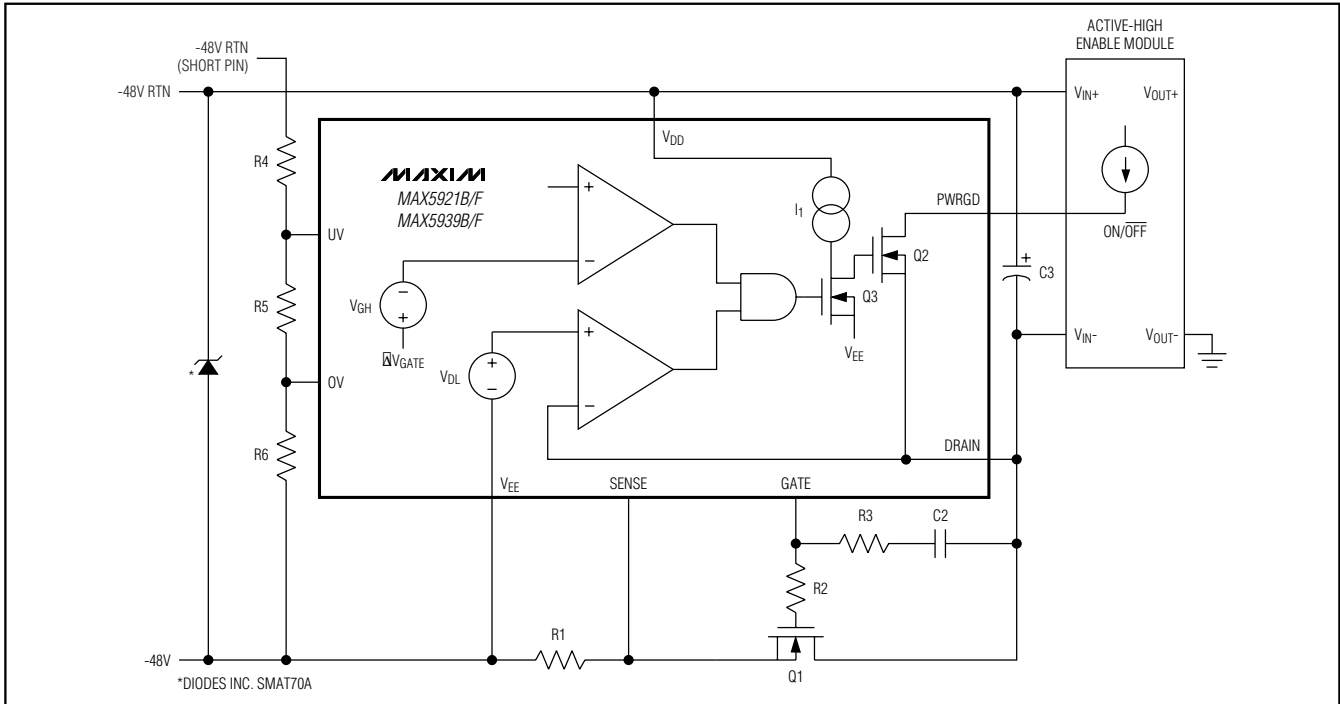 ACTIVE-HIGH
ENABLE MODULE
-48V RTN
(SHORT PIN)
-48V RTN
VIN+
VOUT+
VDD
R4
MAXIM
MAX5921B/F
MAX5939B/F
+
−
I1
PWRGD
ON/OFF
UV
Q2
+
C3
R5
VGH
−
+
Q3
ΔVGATE
VEE
VIN-
VOUT-
*
OV
VDL
+
−
+
−
R6
DRAIN
VEE
SENSE
GATE
R3
C2
R2
R1
-48V
Q1
*DIODES INC. SMAT70A